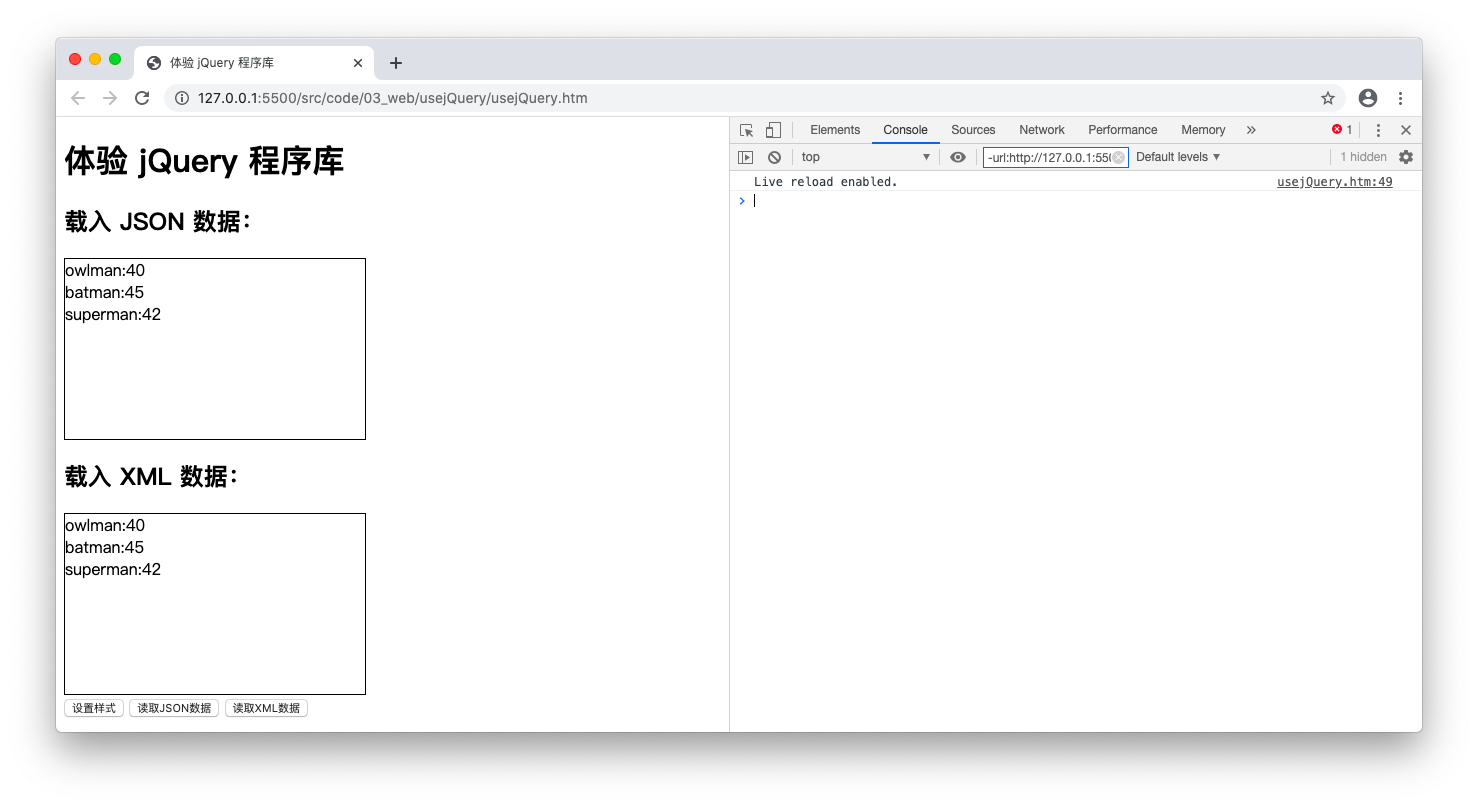 体验 jQuery 程序库
127.0.0.1:5500/src/code/03_web/usejQuery/usejQuery.htm
体验 jQuery 程序库
载入 JSON 数据：
owlman:40
batman:45
superman:42
载入 XML 数据：
owlman:40
batman:45
superman:42
设置样式 读取JSON数据 读取XML数据
Elements Console Sources Network Performance Memory » 1
top -url:http://127.0.0.1:550 Default levels ▼ 1 hidden
Live reload enabled. usejQuery.htm:49